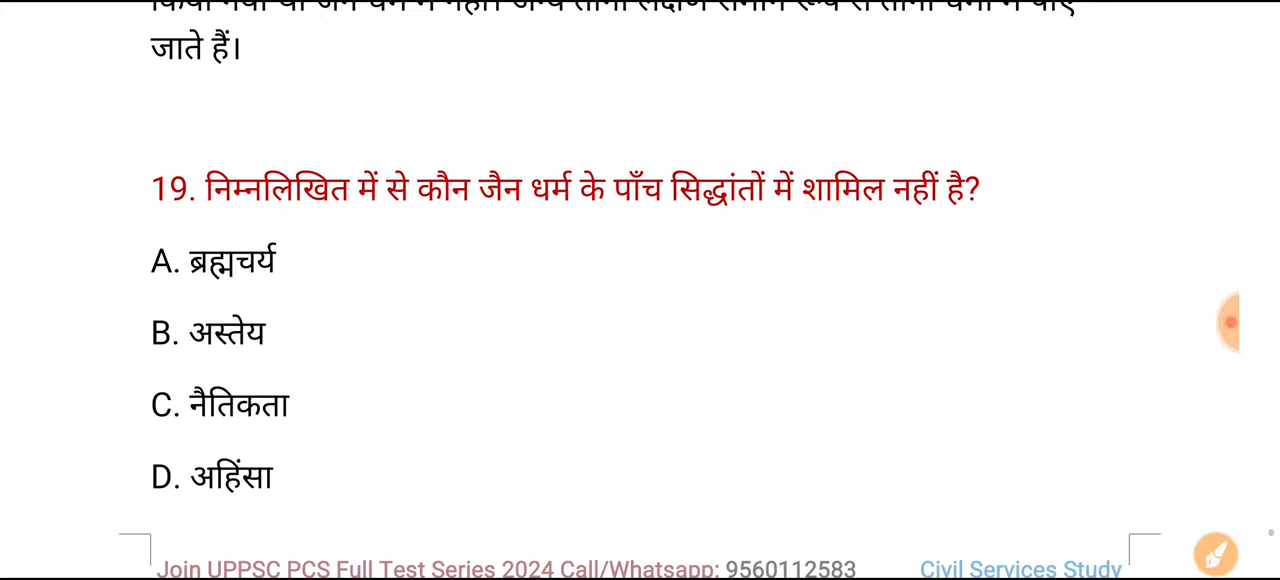 जाते हैं।
19. निम्नलिखित में से कौन जैन धर्म के पाँच सिद्धांतों में शामिल नहीं है?
A. ब्रह्मचर्य
B. अस्तेय
C. नैतिकता
D. अहिंसा
Join UPPSC PCS Full Test Series 2024 Call/Whatsapp: 9560112583 Civil Services Study